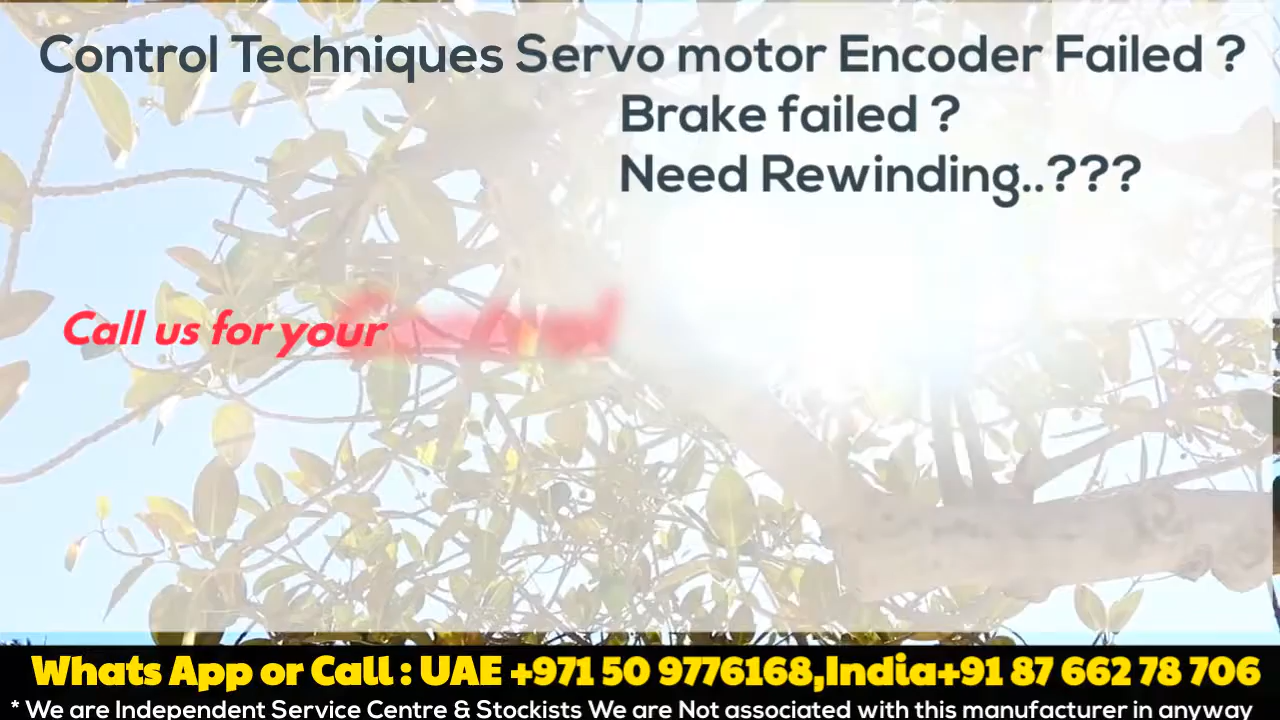 Control Techniques Servo motor Encoder Failed ?
Brake failed ?
Need Rewinding..???
Call us for your
Whats App or Call : UAE +971 50 9776168,India+91 87 662 78 706
* We are Independent Service Centre & Stockists We are Not associated with this manufacturer in anyway